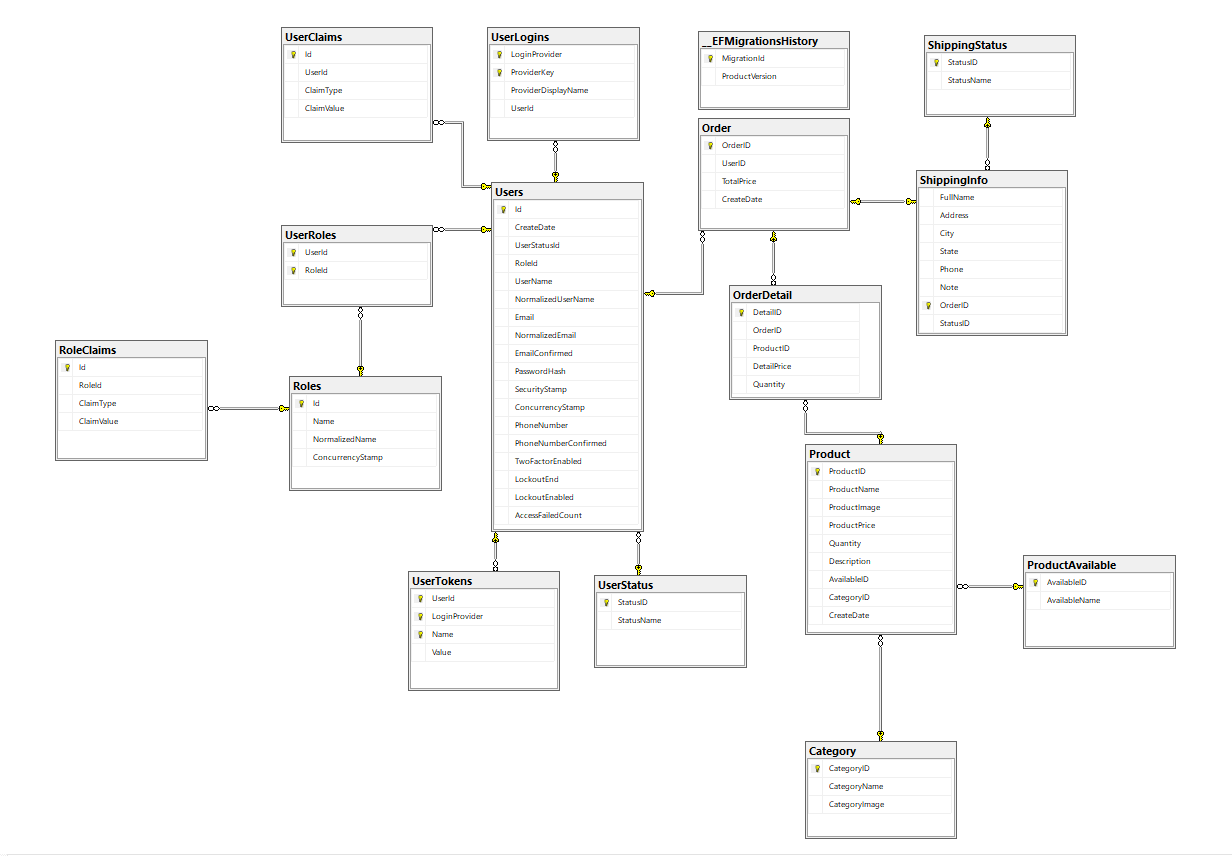 UserClaims
Id
UserId
ClaimType
ClaimValue
UserLogins
LoginProvider
ProviderKey
ProviderDisplayName
UserId
__EFMigrationsHistory
MigrationId
ProductVersion
ShippingStatus
StatusID
StatusName
Order
OrderID
UserID
TotalPrice
CreateDate
ShippingInfo
FullName
Address
City
State
Phone
Note
OrderID
StatusID
Users
Id
CreateDate
UserStatusId
RoleId
UserName
NormalizedUserName
Email
NormalizedEmail
EmailConfirmed
PasswordHash
SecurityStamp
ConcurrencyStamp
PhoneNumber
PhoneNumberConfirmed
TwoFactorEnabled
LockoutEnd
LockoutEnabled
AccessFailedCount
UserRoles
UserId
RoleId
OrderDetail
DetailID
OrderID
ProductID
DetailPrice
Quantity
RoleClaims
Id
RoleId
ClaimType
ClaimValue
Roles
Id
Name
NormalizedName
ConcurrencyStamp
Product
ProductID
ProductName
ProductImage
ProductPrice
Quantity
Description
AvailableID
CategoryID
CreateDate
ProductAvailable
AvailableID
AvailableName
UserTokens
UserId
LoginProvider
Name
Value
UserStatus
StatusID
StatusName
Category
CategoryID
CategoryName
CategoryImage